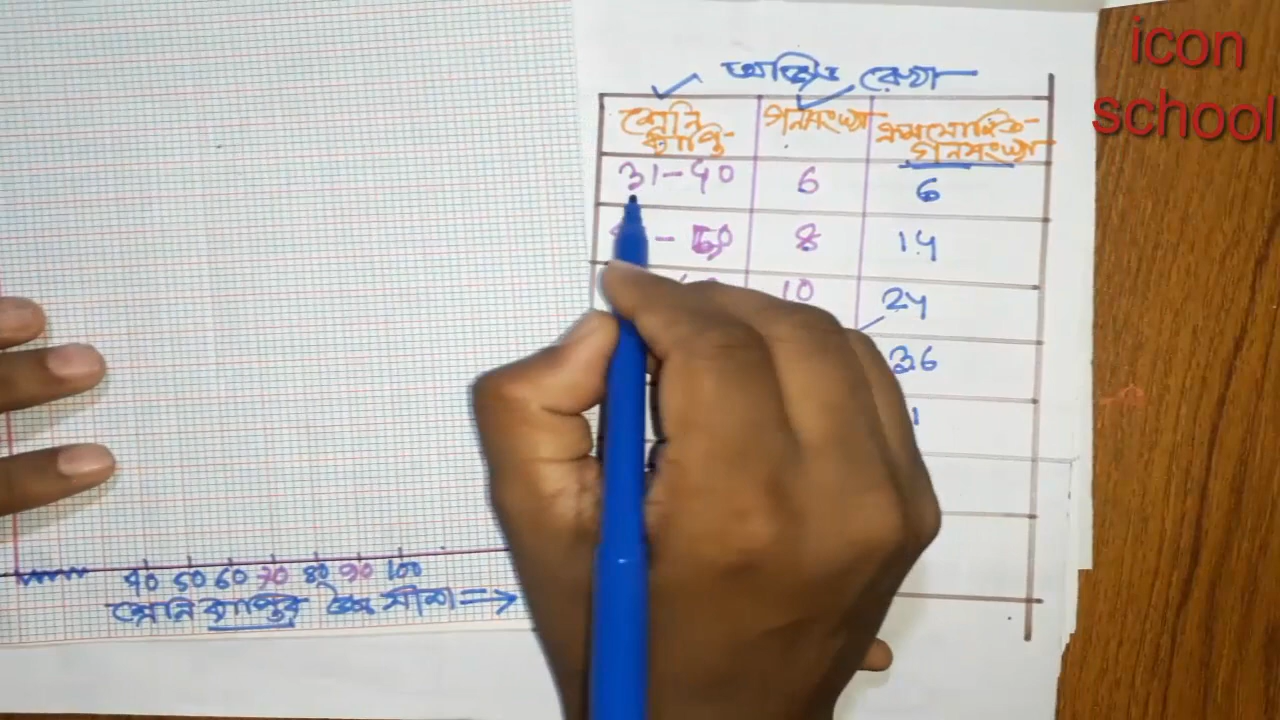 icon
school
অজিভ রেখা
শ্রেনি
ব্যাপ্তি
গনসংখ্যা
ক্রমযোজিত
গনসংখ্যা
31-40 6 6
- 50 8 14
10 24
36
40 50 60 70 80 90 100
শ্রেনি ব্যাপ্তির উচ্চ সীমা